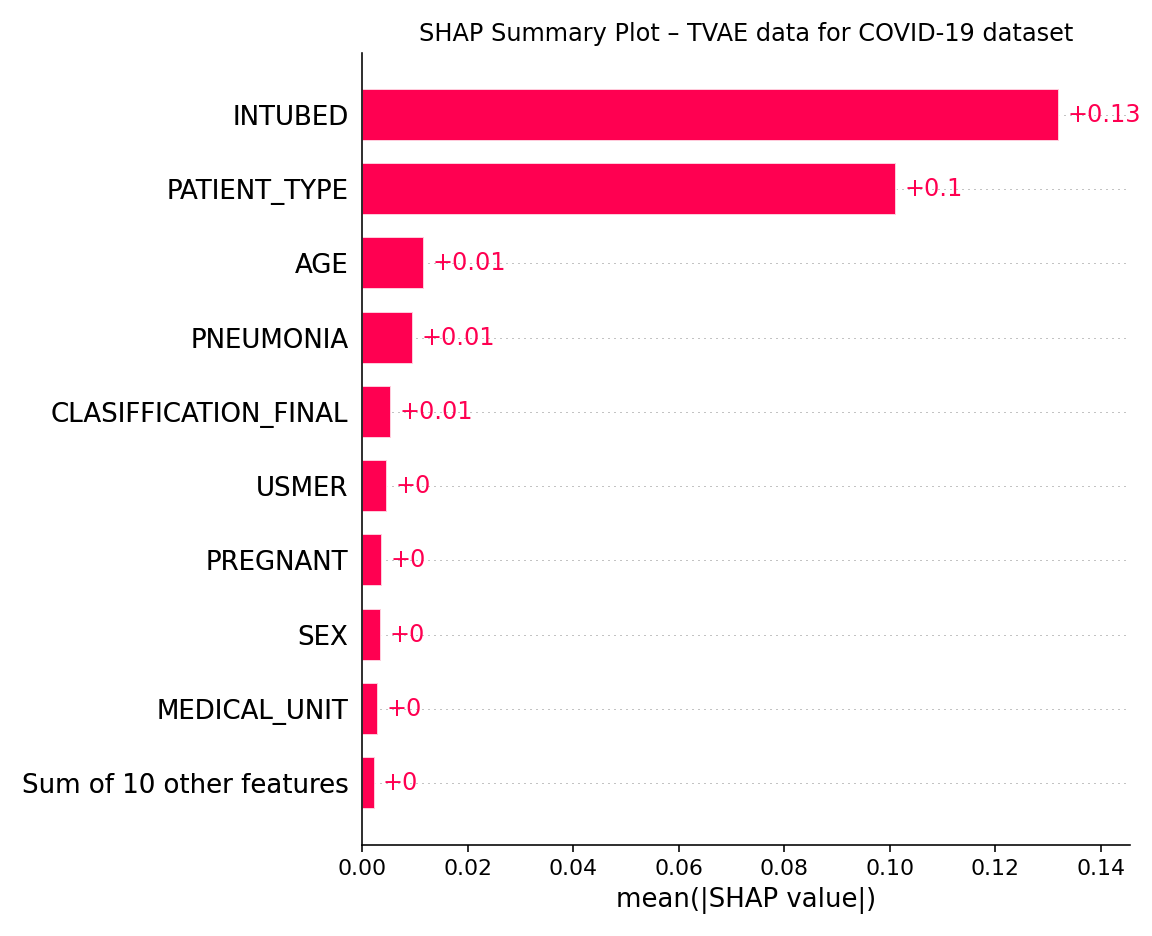 SHAP Summary Plot – TVAE data for COVID-19 dataset
INTUBED
+0.13
PATIENT_TYPE
+0.1
AGE
+0.01
PNEUMONIA
+0.01
CLASIFFICATION_FINAL
+0.01
USMER
+0
PREGNANT
+0
SEX
+0
MEDICAL_UNIT
+0
Sum of 10 other features
+0
0.00 0.02 0.04 0.06 0.08 0.10 0.12 0.14
mean(|SHAP value|)